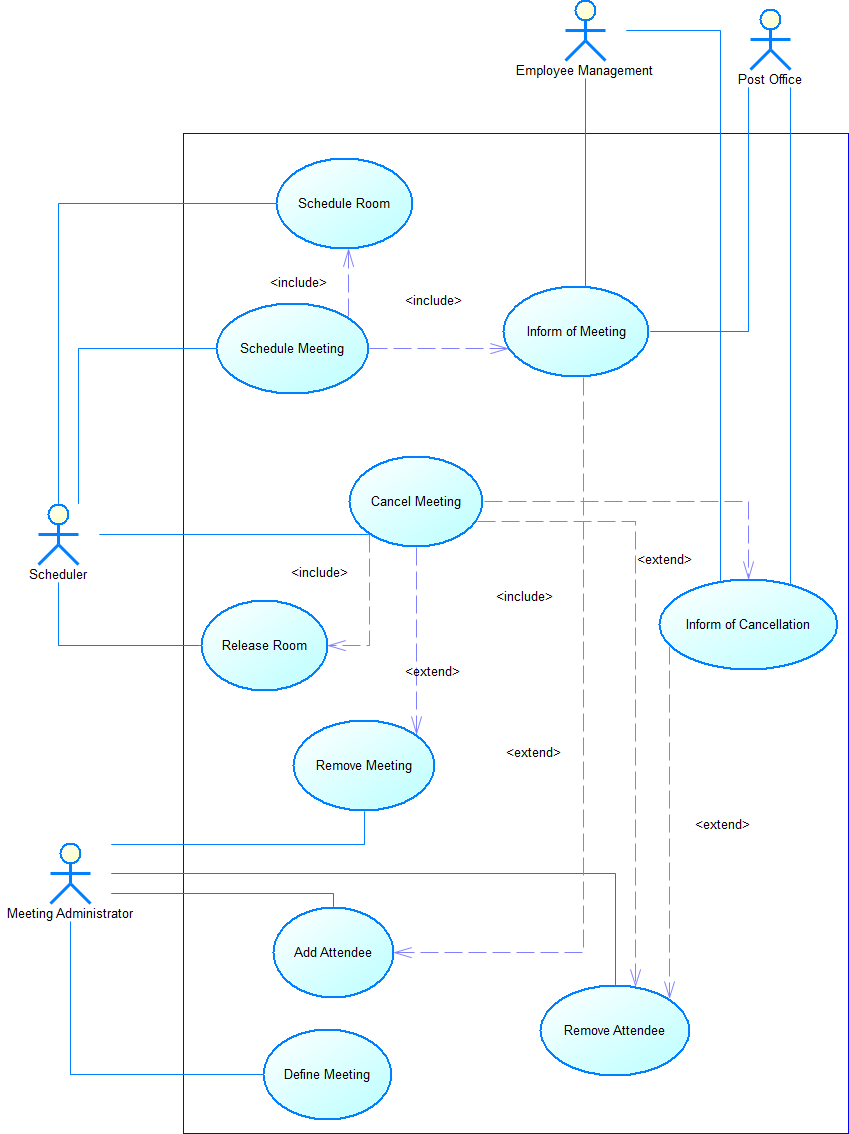 Employee Management
Post Office
Schedule Room
<include>
<include>
Schedule Meeting
Inform of Meeting
Cancel Meeting
<extend>
Scheduler
<include>
<include>
Inform of Cancellation
Release Room
<extend>
<extend>
Remove Meeting
<extend>
Meeting Administrator
Add Attendee
Remove Attendee
Define Meeting